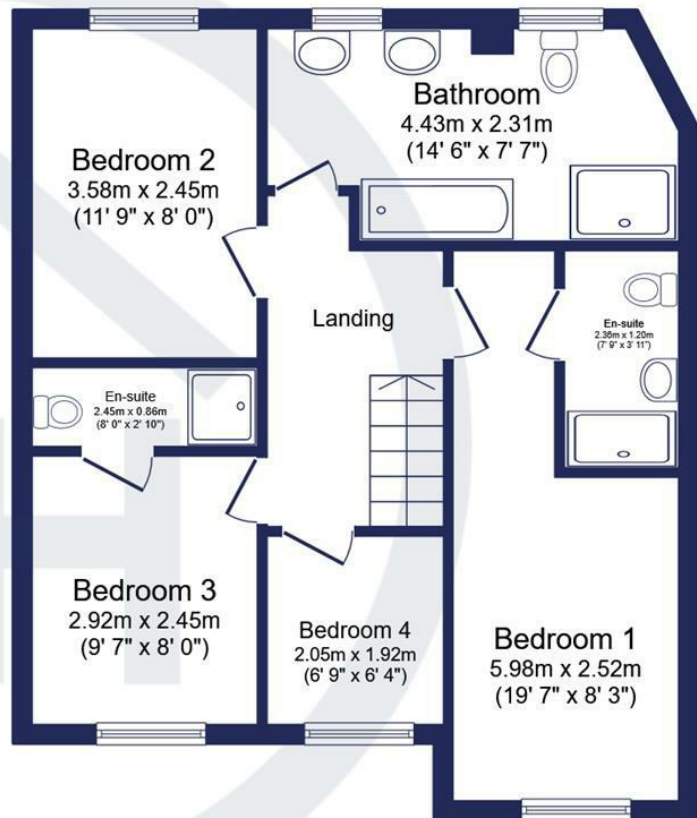 Bathroom
4.43m x 2.31m
(14' 6" x 7' 7")
Bedroom 2
3.58m x 2.45m
(11' 9" x 8' 0")
Landing
En-suite
2.36m x 1.20m
(7' 9" x 3' 11")
En-suite
2.45m x 0.86m
(8' 0" x 2' 10")
Bedroom 3
2.92m x 2.45m
(9' 7" x 8' 0")
Bedroom 4
2.05m x 1.92m
(6' 9" x 6' 4")
Bedroom 1
5.98m x 2.52m
(19' 7" x 8' 3")